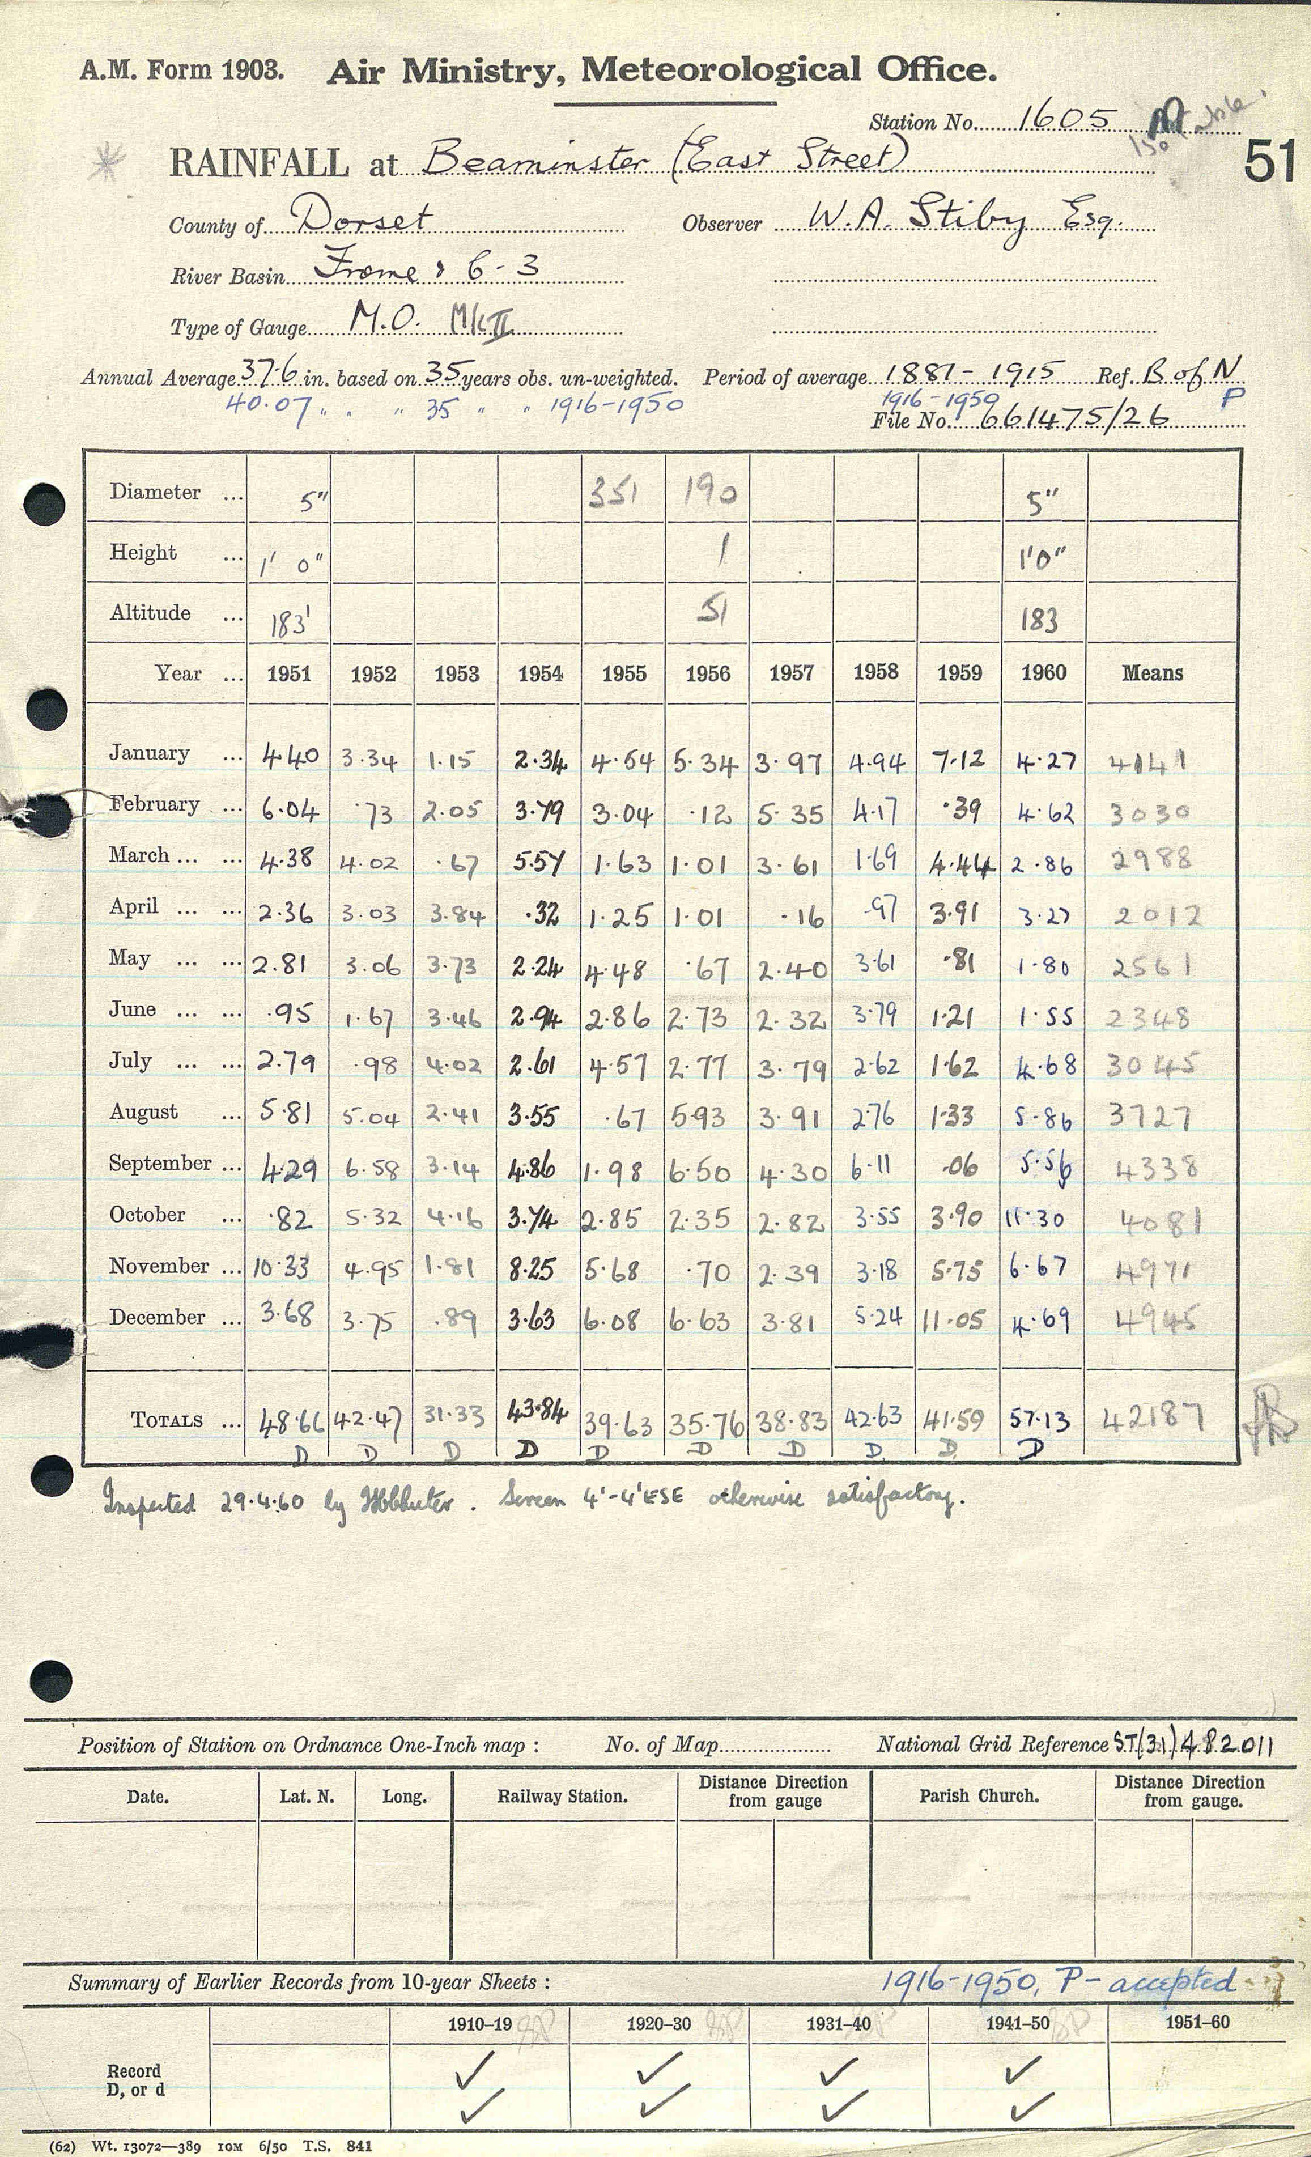 A.M. Form 1903. Air Ministry, Meteorological Office.
Station No. 1605
51
RAINFALL at Beaminster (East Street)
County of Dorset Observer W.A. Stiby Esq.
River Basin Frome & 6-3
Type of Gauge M.O. Mk II
Annual Average 37.6 in. based on 35 years obs. un-weighted. Period of average 1881-1915 Ref. B of N
40.07 " " " 35 " " 1916-1950 1916-1950 P
File No. 661475/26
Diameter ... 5" 351 190 5"
Height ... 1' 0" 1 1'0"
Altitude ... 183' 51 183
Year ... 1951 1952 1953 1954 1955 1956 1957 1958 1959 1960 Means
January ... 4.40 3.34 1.15 2.34 4.54 5.34 3.97 4.94 7.12 4.27 4141
February ... 6.04 .73 2.05 3.79 3.04 .12 5.35 4.17 .39 4.62 3030
March ... ... 4.38 4.02 .67 5.57 1.63 1.01 3.61 1.69 4.44 2.86 2988
April ... ... 2.36 3.03 3.84 .32 1.25 1.01 .16 .97 3.91 3.27 2012
May ... ... 2.81 3.06 3.73 2.24 4.48 .67 2.40 3.61 .81 1.80 2561
June ... ... .95 1.67 3.46 2.94 2.86 2.73 2.32 3.79 1.21 1.55 2348
July ... ... 2.79 .98 4.02 2.61 4.57 2.77 3.79 2.62 1.62 4.68 3045
August ... 5.81 5.04 2.41 3.55 .67 5.93 3.91 2.76 1.33 5.86 3727
September ... 4.29 6.58 3.14 4.86 1.98 6.50 4.30 6.11 .06 5.56 4338
October ... .82 5.32 4.16 3.74 2.85 2.35 2.82 3.55 3.90 11.30 4081
November ... 10.33 4.95 1.81 8.25 5.68 .70 2.39 3.18 5.75 6.67 4971
December ... 3.68 3.75 .89 3.63 6.08 6.63 3.81 5.24 11.05 4.69 4945
TOTALS ... 48.66 42.47 31.33 43.84 39.63 35.76 38.83 42.63 41.59 57.13 42187
D D D D D D D D D D
Inspected 29.4.60 by . Screen 4'-4'ESE otherwise satisfactory.
Position of Station on Ordnance One-Inch map : No. of Map National Grid Reference ST(31) 482011
Date. Lat. N. Long. Railway Station. Distance Direction from gauge Parish Church. Distance Direction from gauge.
Summary of Earlier Records from 10-year Sheets : 1916-1950, P- accepted
1910–19 1920–30 1931–40 1941–50 1951–60
Record ✓ ✓ ✓ ✓
D, or d ✓ ✓ ✓ ✓
(62) Wt. 13072—389 10M 6/50 T.S. 841